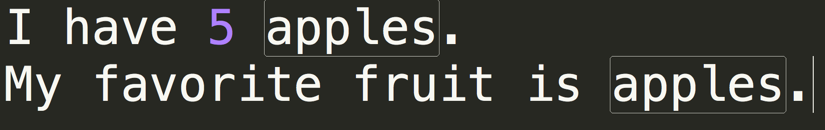 I have 5 apples.
My favorite fruit is apples.